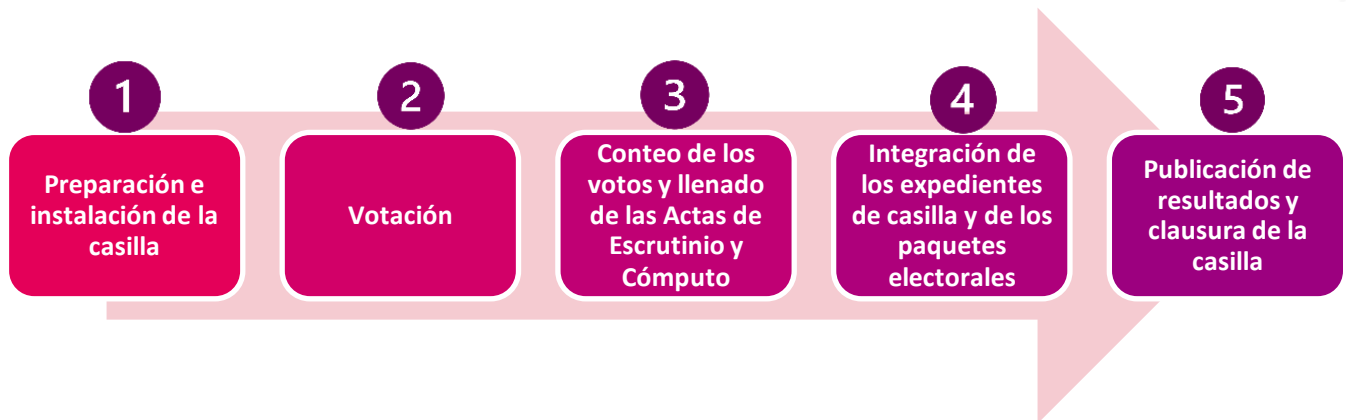 1
Preparación e
instalación de la
casilla
2
Votación
3
Conteo de los
votos y llenado
de las Actas de
Escrutinio y
Cómputo
4
Integración de
los expedientes
de casilla y de los
paquetes
electorales
5
Publicación de
resultados y
clausura de la
casilla